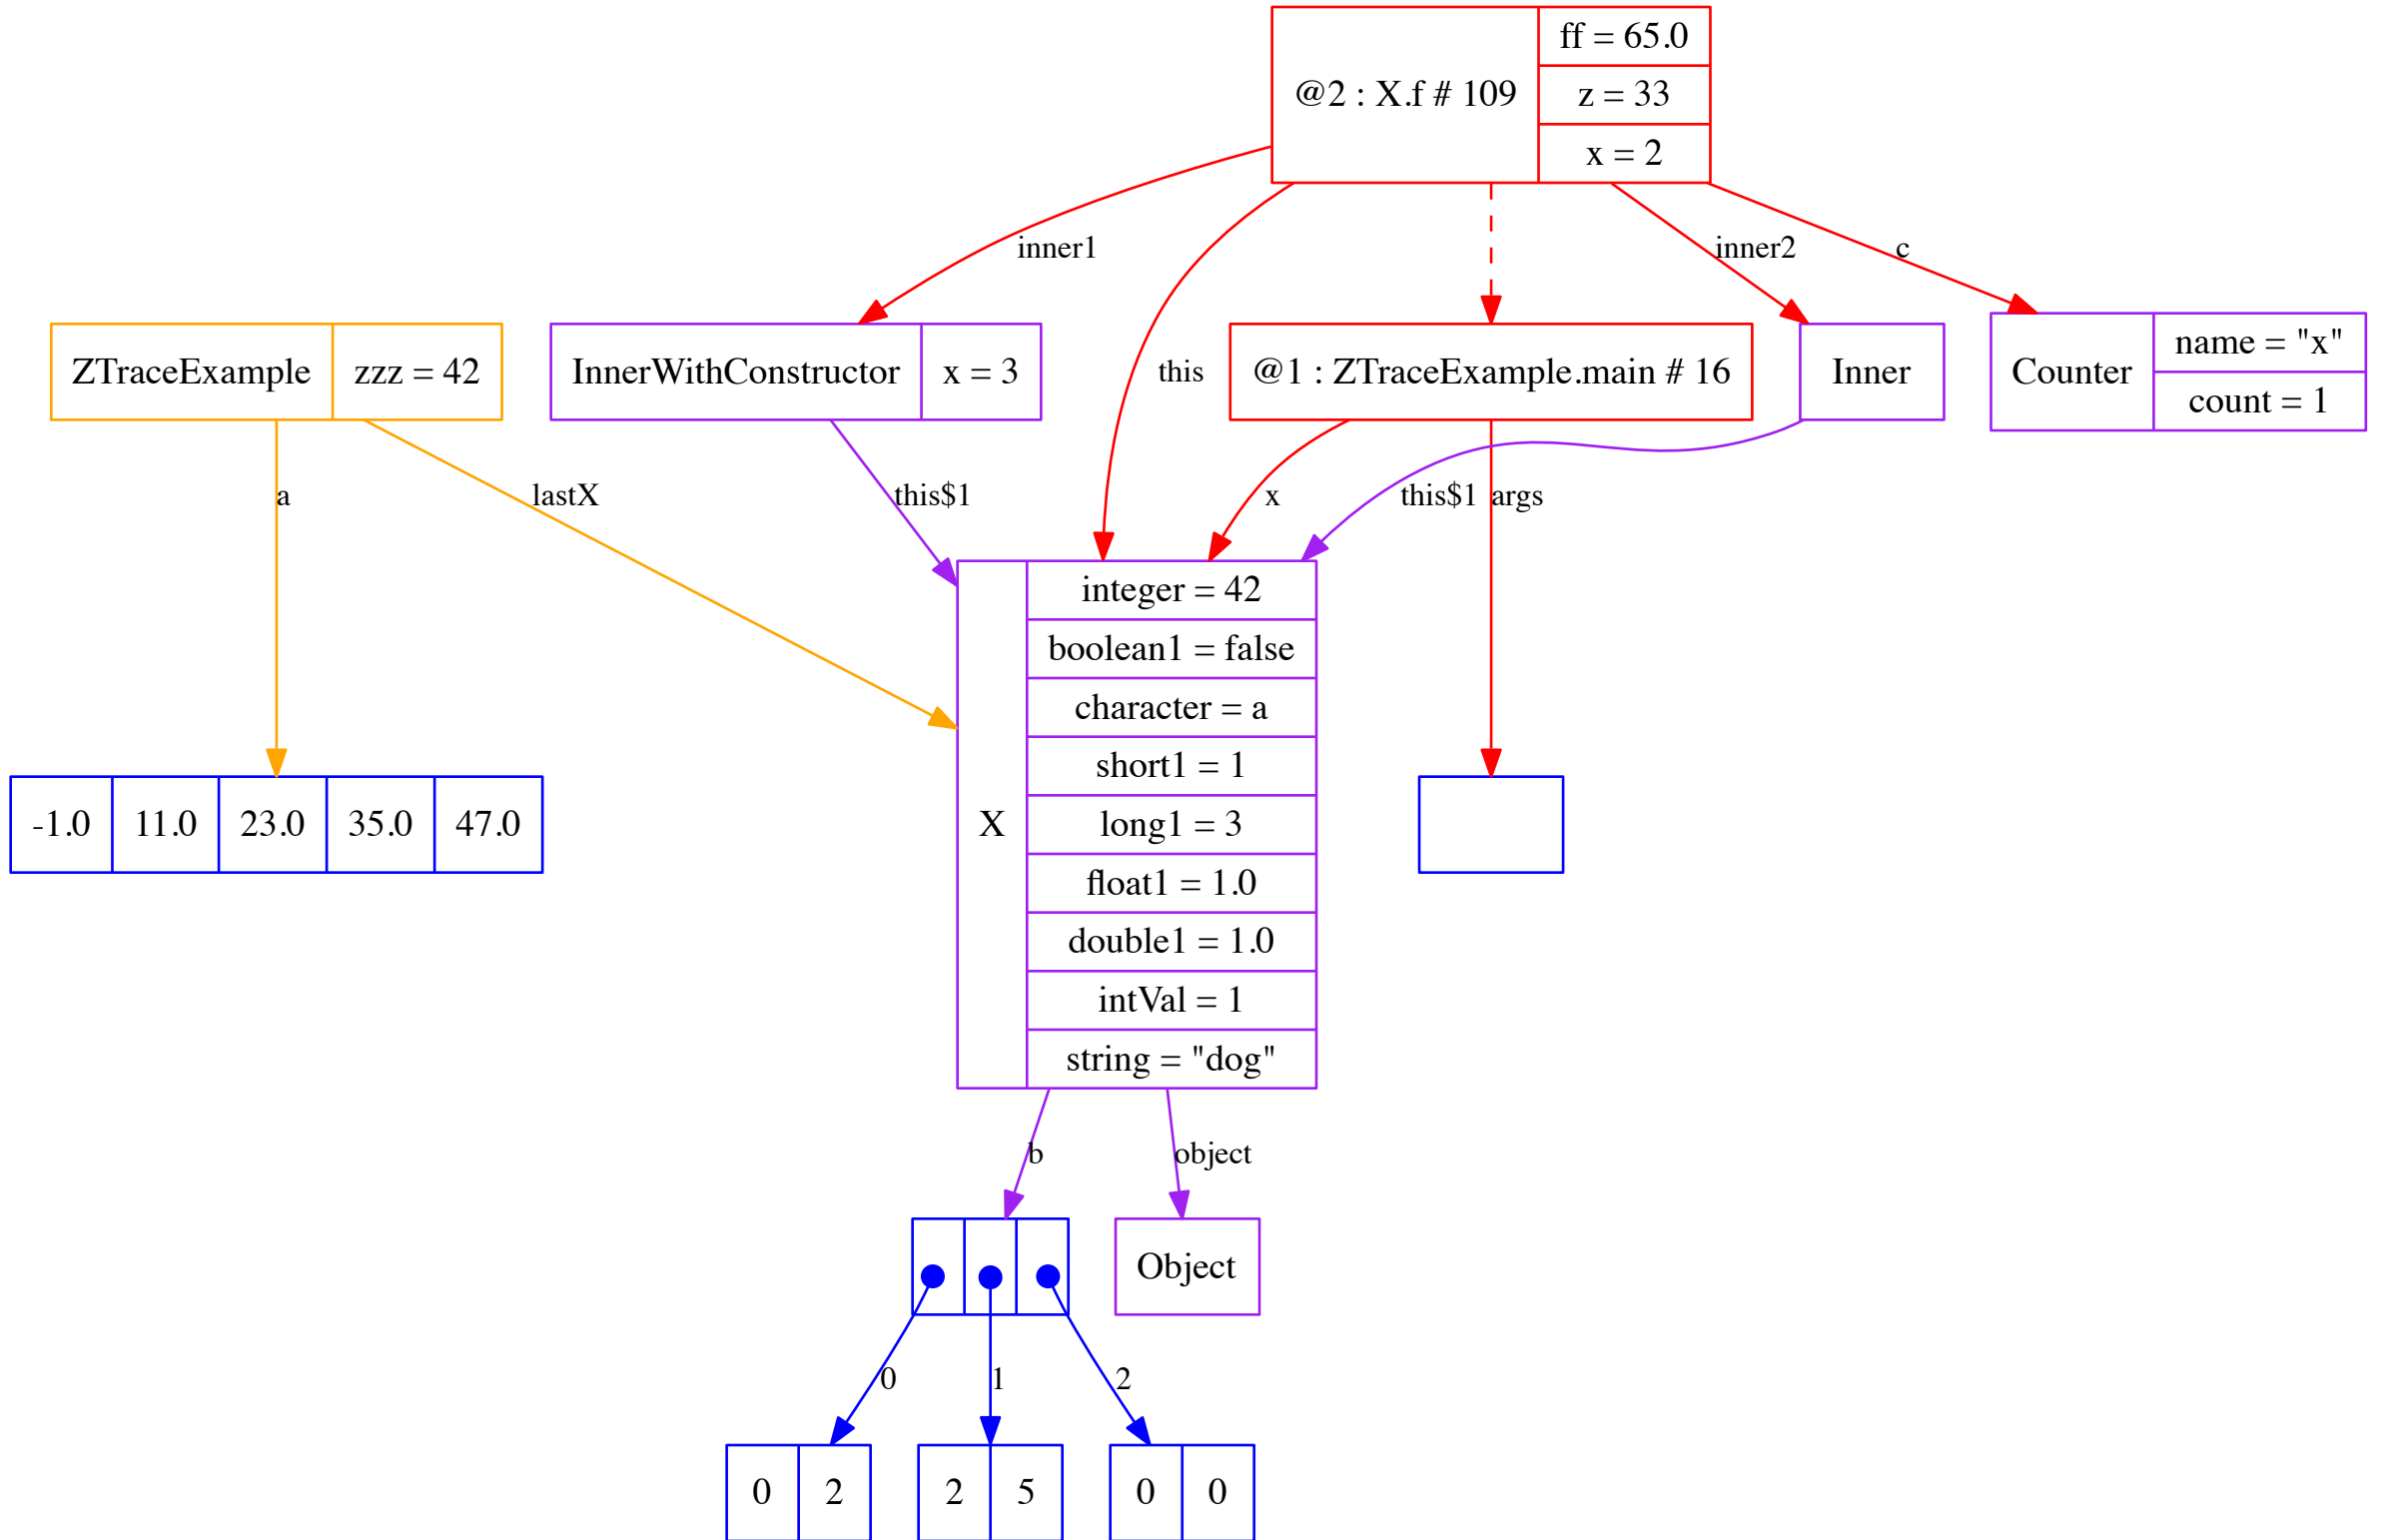 @2 : X.f # 109
ff = 65.0
z = 33
x = 2
inner1
inner2
c
ZTraceExample
zzz = 42
InnerWithConstructor
x = 3
this
@1 : ZTraceExample.main # 16
Inner
Counter
name = "x"
count = 1
a
lastX
this$1
x
this$1
args
X
integer = 42
boolean1 = false
character = a
short1 = 1
long1 = 3
float1 = 1.0
double1 = 1.0
intVal = 1
string = "dog"
-1.0
11.0
23.0
35.0
47.0
b
object
Object
0
1
2
0
2
2
5
0
0